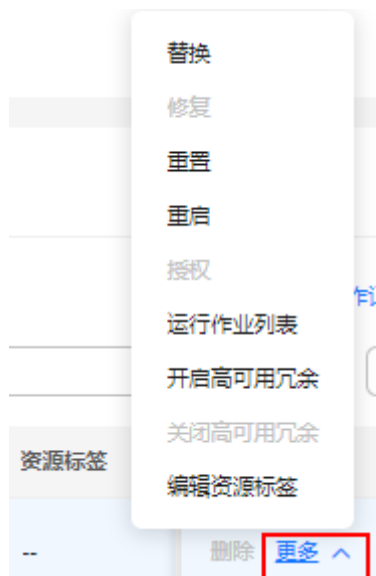 替换
修复
重置
重启
授权
运行作业列表
开启高可用冗余
关闭高可用冗余
编辑资源标签
资源标签
-- 删除 更多